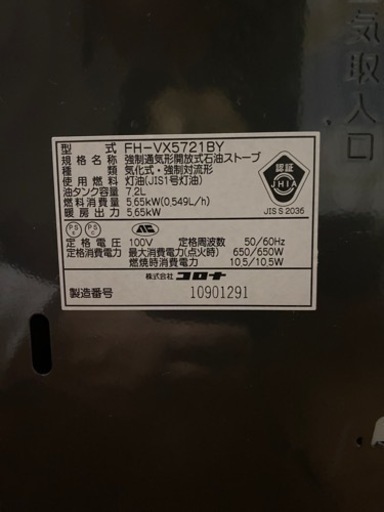 気取入口
型 式 FH-VX5721BY
規格名称 強制通気形開放式石油ストーブ
種 類 気化式・強制対流形
使用燃料 灯油(JIS1号灯油)
油タンク容量 7.2L
燃料消費量 5.65kW(0.549L/h)
暖房出力 5.65kW
認証
JHIA
JIS S 2036
PS
PS
C
定格電圧 100V 定格周波数 50/60Hz
定格消費電力 最大消費電力(点火時) 650/650W
燃焼時消費電力 10.5/10.5W
株式会社 コロナ
製造番号 10901291